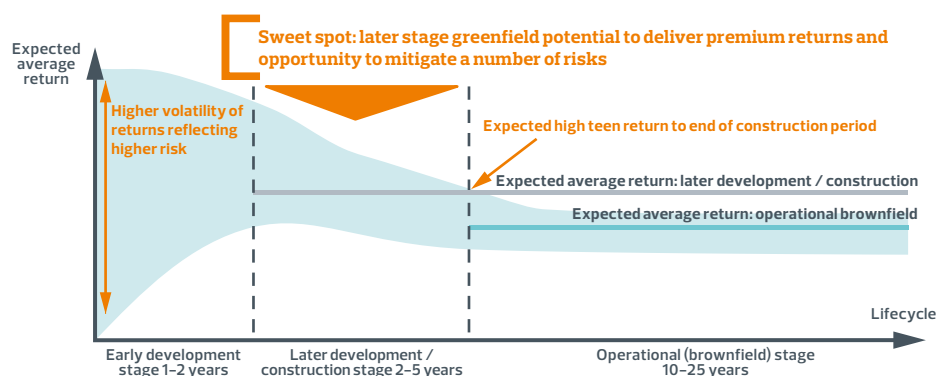 Sweet spot: later stage greenfield potential to deliver premium returns and
opportunity to mitigate a number of risks
Expected
average
return
Higher volatility of
returns reflecting
higher risk
Expected high teen return to end of construction period
Expected average return: later development / construction
Expected average return: operational brownfield
Lifecycle
Early development
stage 1–2 years
Later development /
construction stage 2–5 years
Operational (brownfield) stage
10–25 years